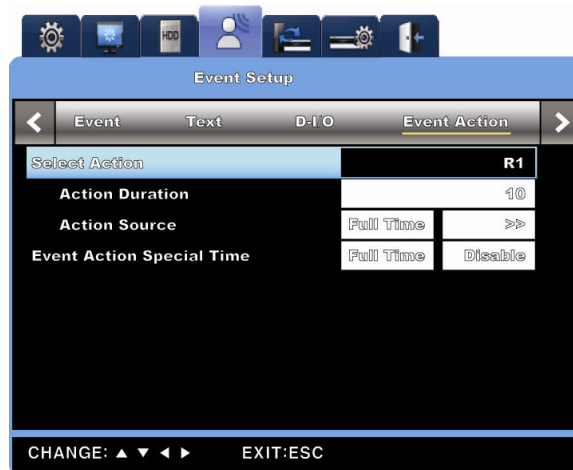 HDD
Event Setup
Event Text D-I/O Event Action
Select Action R1
Action Duration 10
Action Source Full Time >>
Event Action Special Time Full Time Disable
CHANGE: ▲ ▼ ◀ ▶ EXIT:ESC